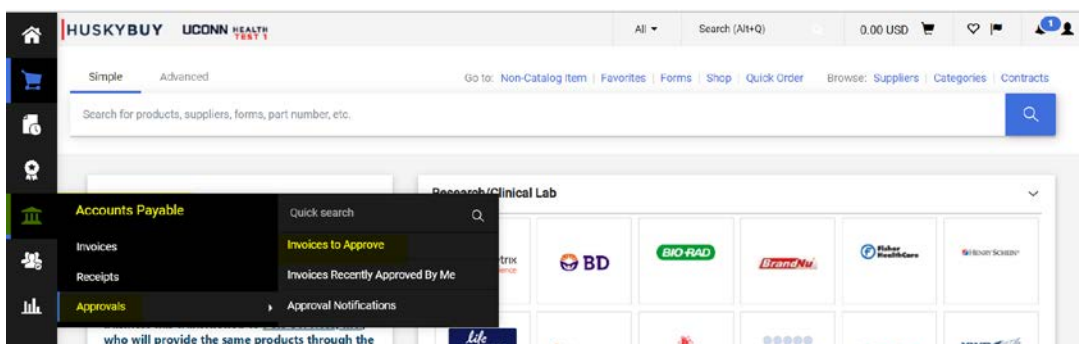 HUSKYBUY UCONN HEALTH TEST 1
All Search (Alt+Q) 0.00 USD 1
Simple Advanced
Go to: Non-Catalog Item | Favorites | Forms | Shop | Quick Order Browse: Suppliers | Categories | Contracts
Search for products, suppliers, forms, part number, etc.
Research/Clinical Lab
Accounts Payable
Quick search
Invoices
Invoices to Approve
Receipts
Invoices Recently Approved By Me
Approvals
Approval Notifications
BD
BIO-RAD
BrandNu
Fisher HealthCare
HENRY SCHEIN
who will provide the same products through the
life